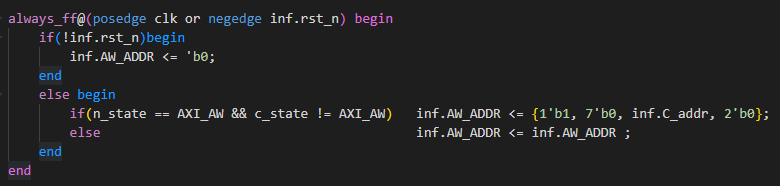 always_ff@(posedge clk or negedge inf.rst_n) begin
    if(!inf.rst_n)begin
        inf.AW_ADDR <= 'b0;
    end
    else begin
        if(n_state == AXI_AW && c_state != AXI_AW)   inf.AW_ADDR <= {1'b1, 7'b0, inf.C_addr, 2'b0};
        else                                         inf.AW_ADDR <= inf.AW_ADDR ;
    end
end